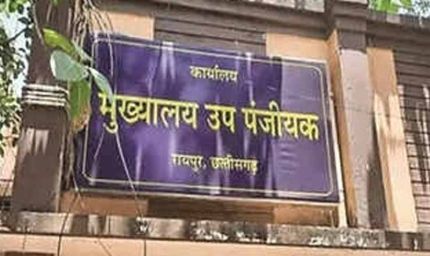 कार्यालय
मुख्यालय उप पंजीयक
रायपुर, छत्तीसगढ़